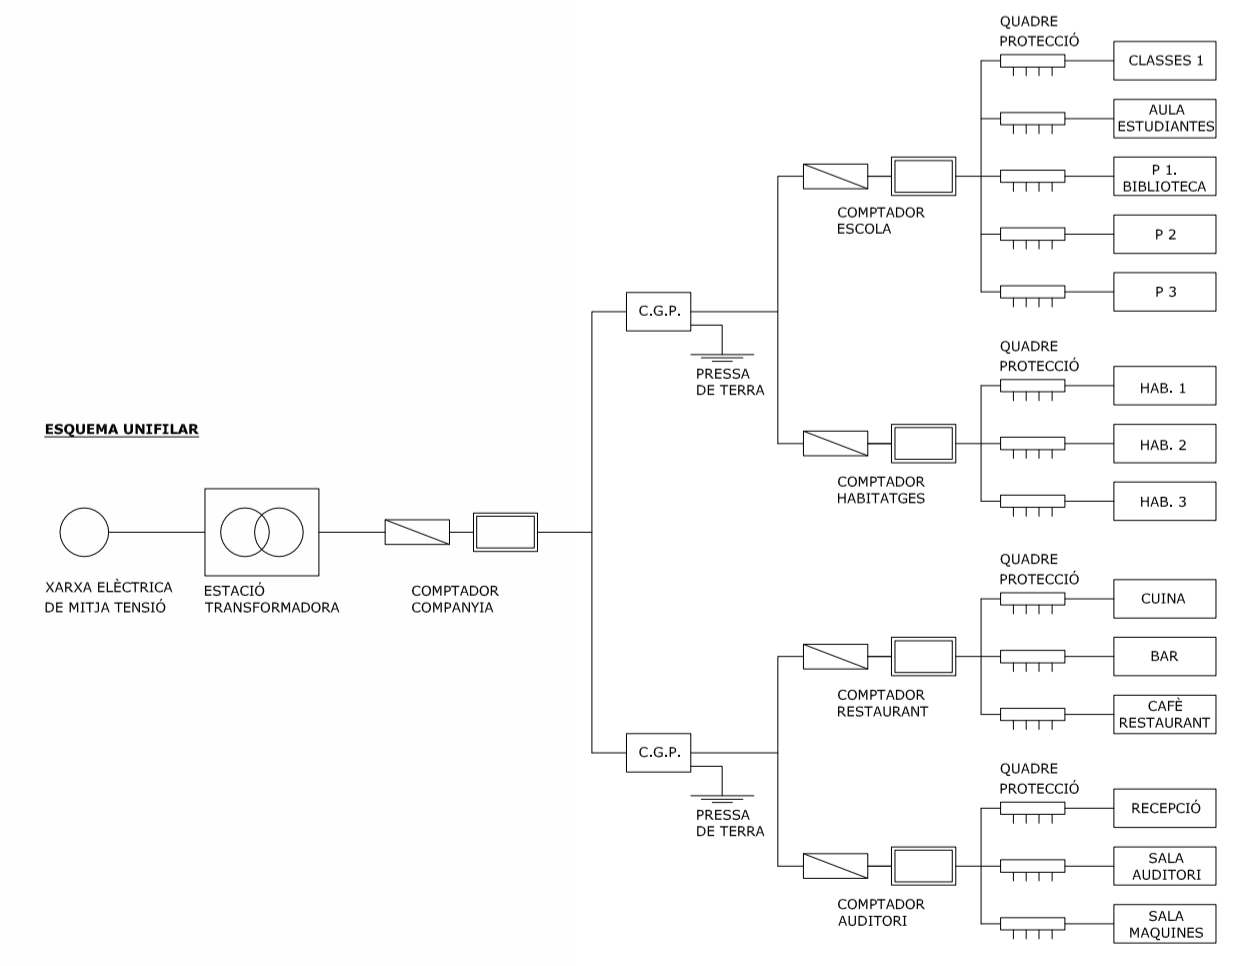 QUADRE
PROTECCIÓ
CLASSES 1
AULA
ESTUDIANTES
P 1.
BIBLIOTECA
COMPTADOR
ESCOLA
P 2
P 3
C.G.P.
PRESSA
DE TERRA
QUADRE
PROTECCIÓ
HAB. 1
HAB. 2
COMPTADOR
HABITATGES
HAB. 3
ESQUEMA UNIFILAR
XARXA ELÈCTRICA
DE MITJA TENSIÓ
ESTACIÓ
TRANSFORMADORA
COMPTADOR
COMPANYIA
QUADRE
PROTECCIÓ
CUINA
BAR
COMPTADOR
RESTAURANT
CAFÈ
RESTAURANT
C.G.P.
PRESSA
DE TERRA
QUADRE
PROTECCIÓ
RECEPCIÓ
SALA
AUDITORI
COMPTADOR
AUDITORI
SALA
MAQUINES